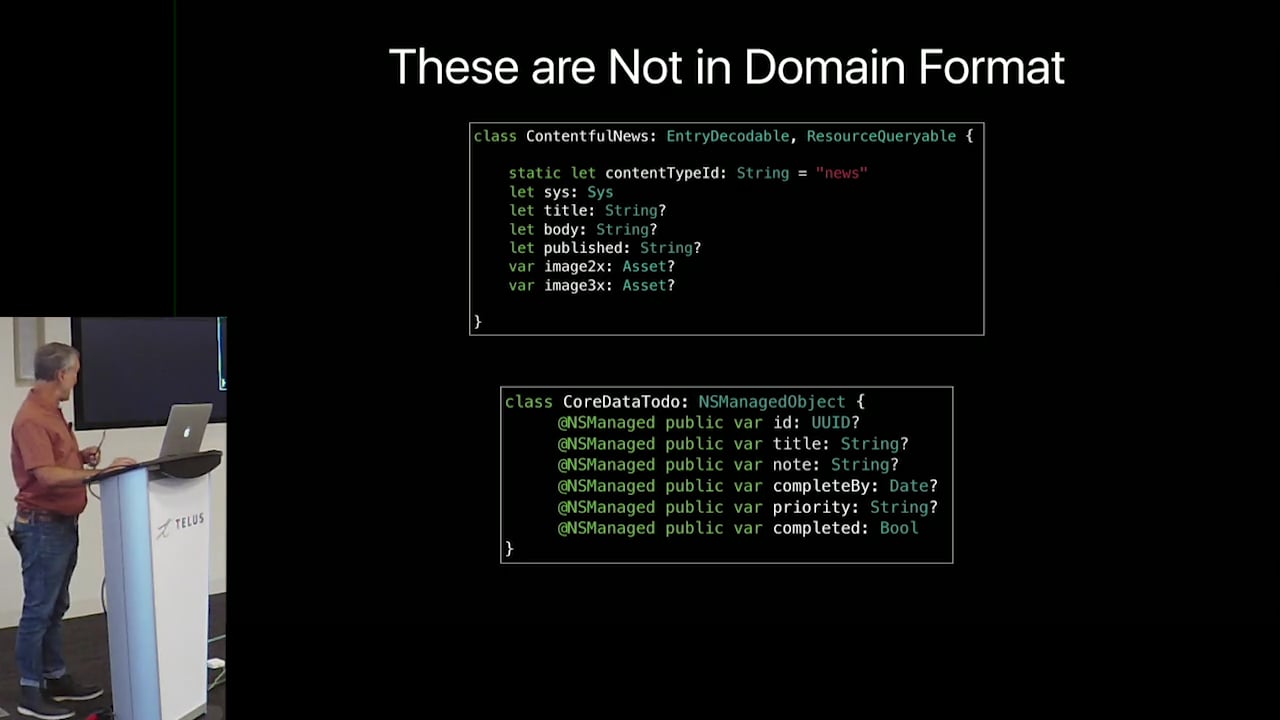 These are Not in Domain Format
class ContentfulNews: EntryDecodable, ResourceQueryable {
static let contentTypeId: String = "news"
let sys: Sys
let title: String?
let body: String?
let published: String?
var image2x: Asset?
var image3x: Asset?
}
class CoreDataTodo: NSManagedObject {
@NSManaged public var id: UUID?
@NSManaged public var title: String?
@NSManaged public var note: String?
@NSManaged public var completeBy: Date?
@NSManaged public var priority: String?
@NSManaged public var completed: Bool
}
TELUS